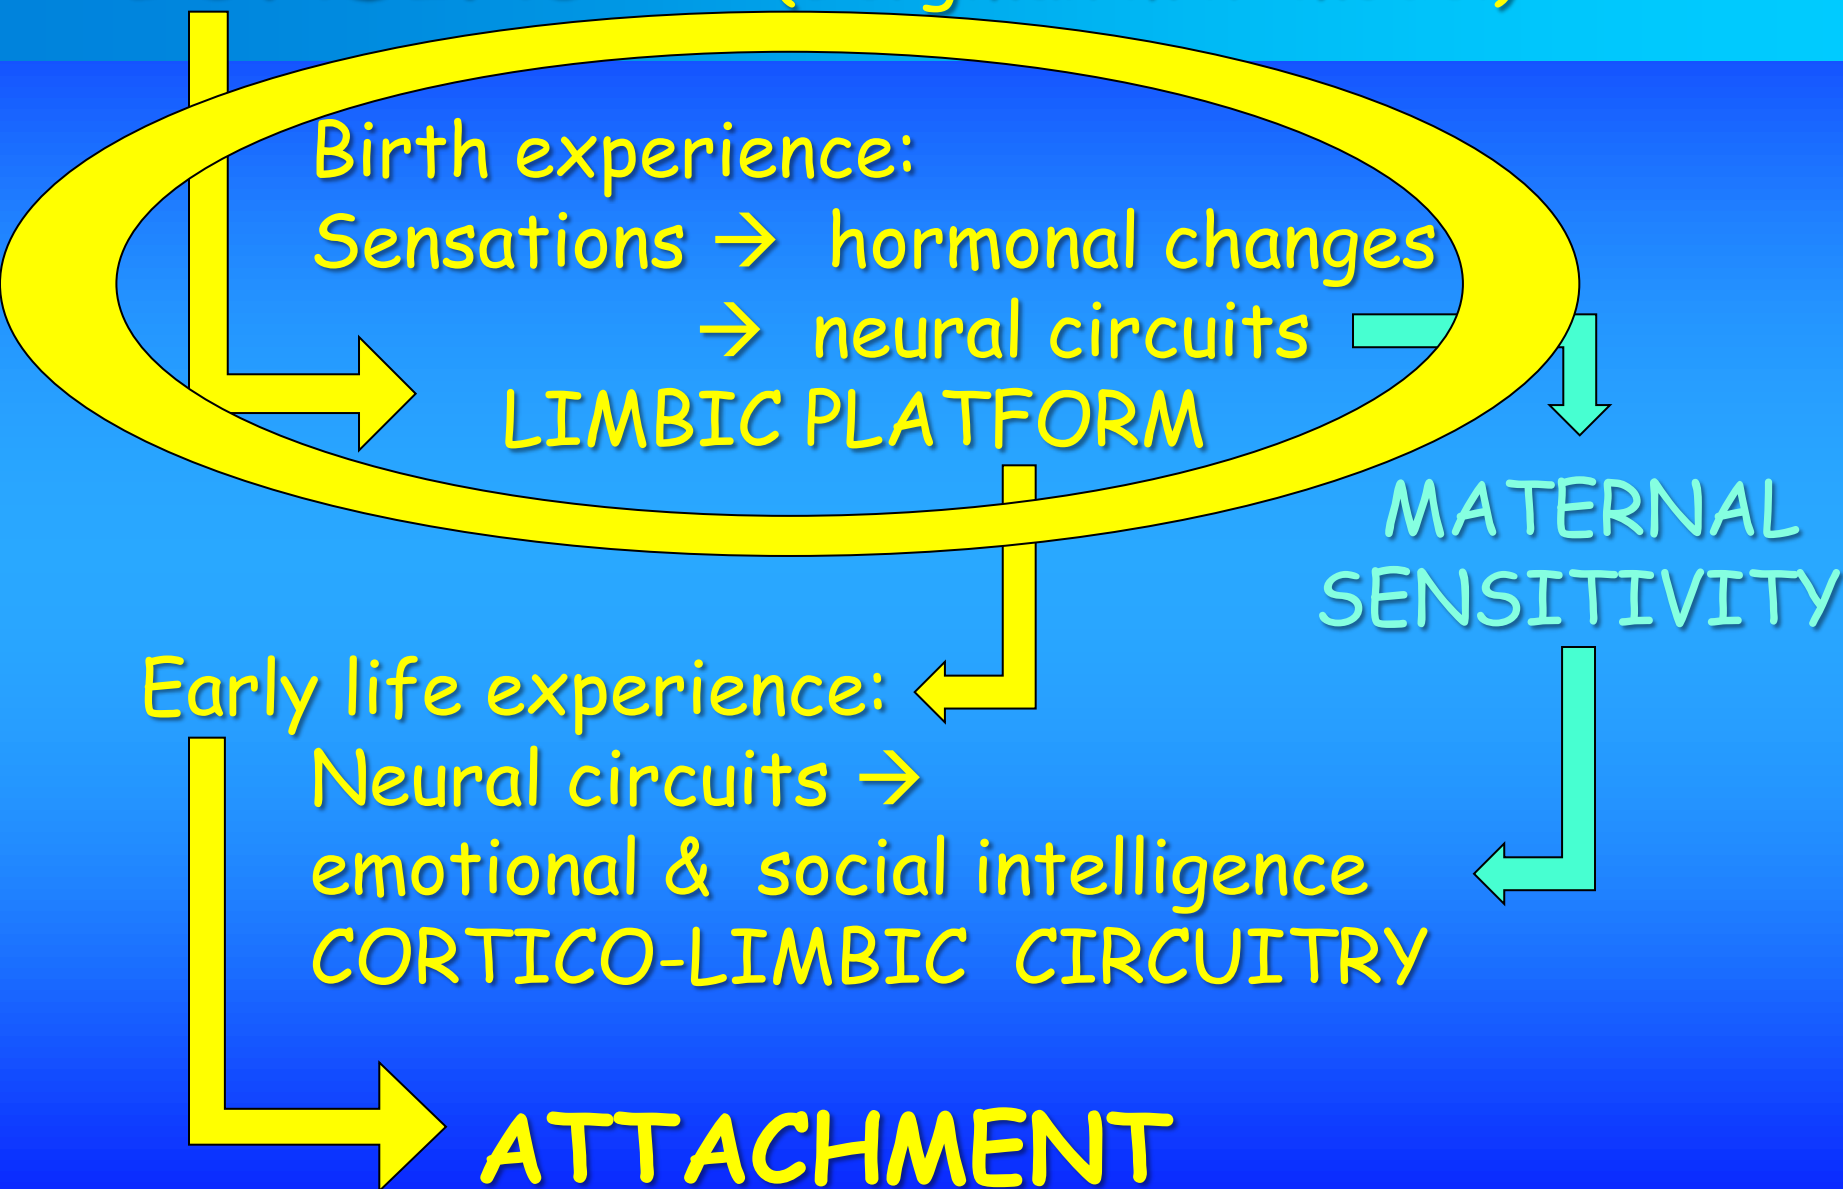 Birth experience:
Sensations → hormonal changes
→ neural circuits
LIMBIC PLATFORM
MATERNAL
SENSITIVITY
Early life experience:
Neural circuits →
emotional & social intelligence
CORTICO-LIMBIC CIRCUITRY
ATTACHMENT